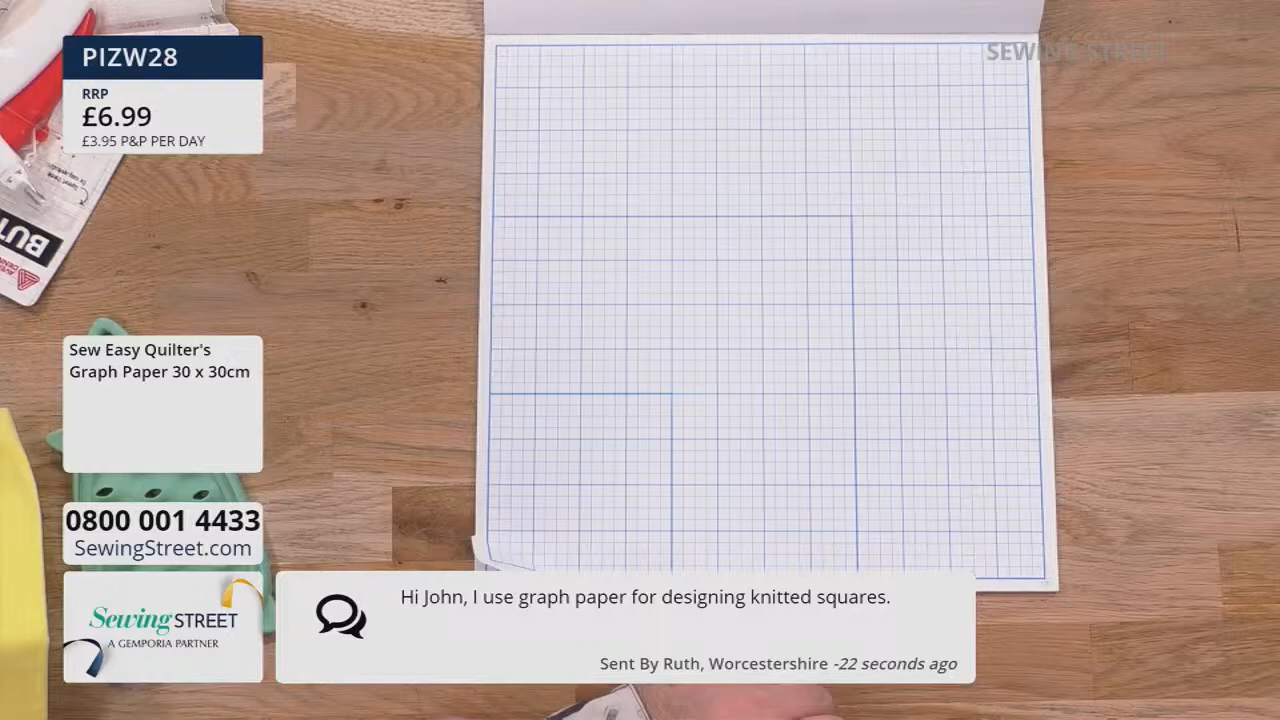 PIZW28
RRP
£6.99
£3.95 P&P PER DAY
SEWING STREET
BUT
Sew Easy Quilter's
Graph Paper 30 x 30cm
0800 001 4433
SewingStreet.com
Sewing STREET
A GEMPORIA PARTNER
Hi John, I use graph paper for designing knitted squares.
Sent By Ruth, Worcestershire -22 seconds ago